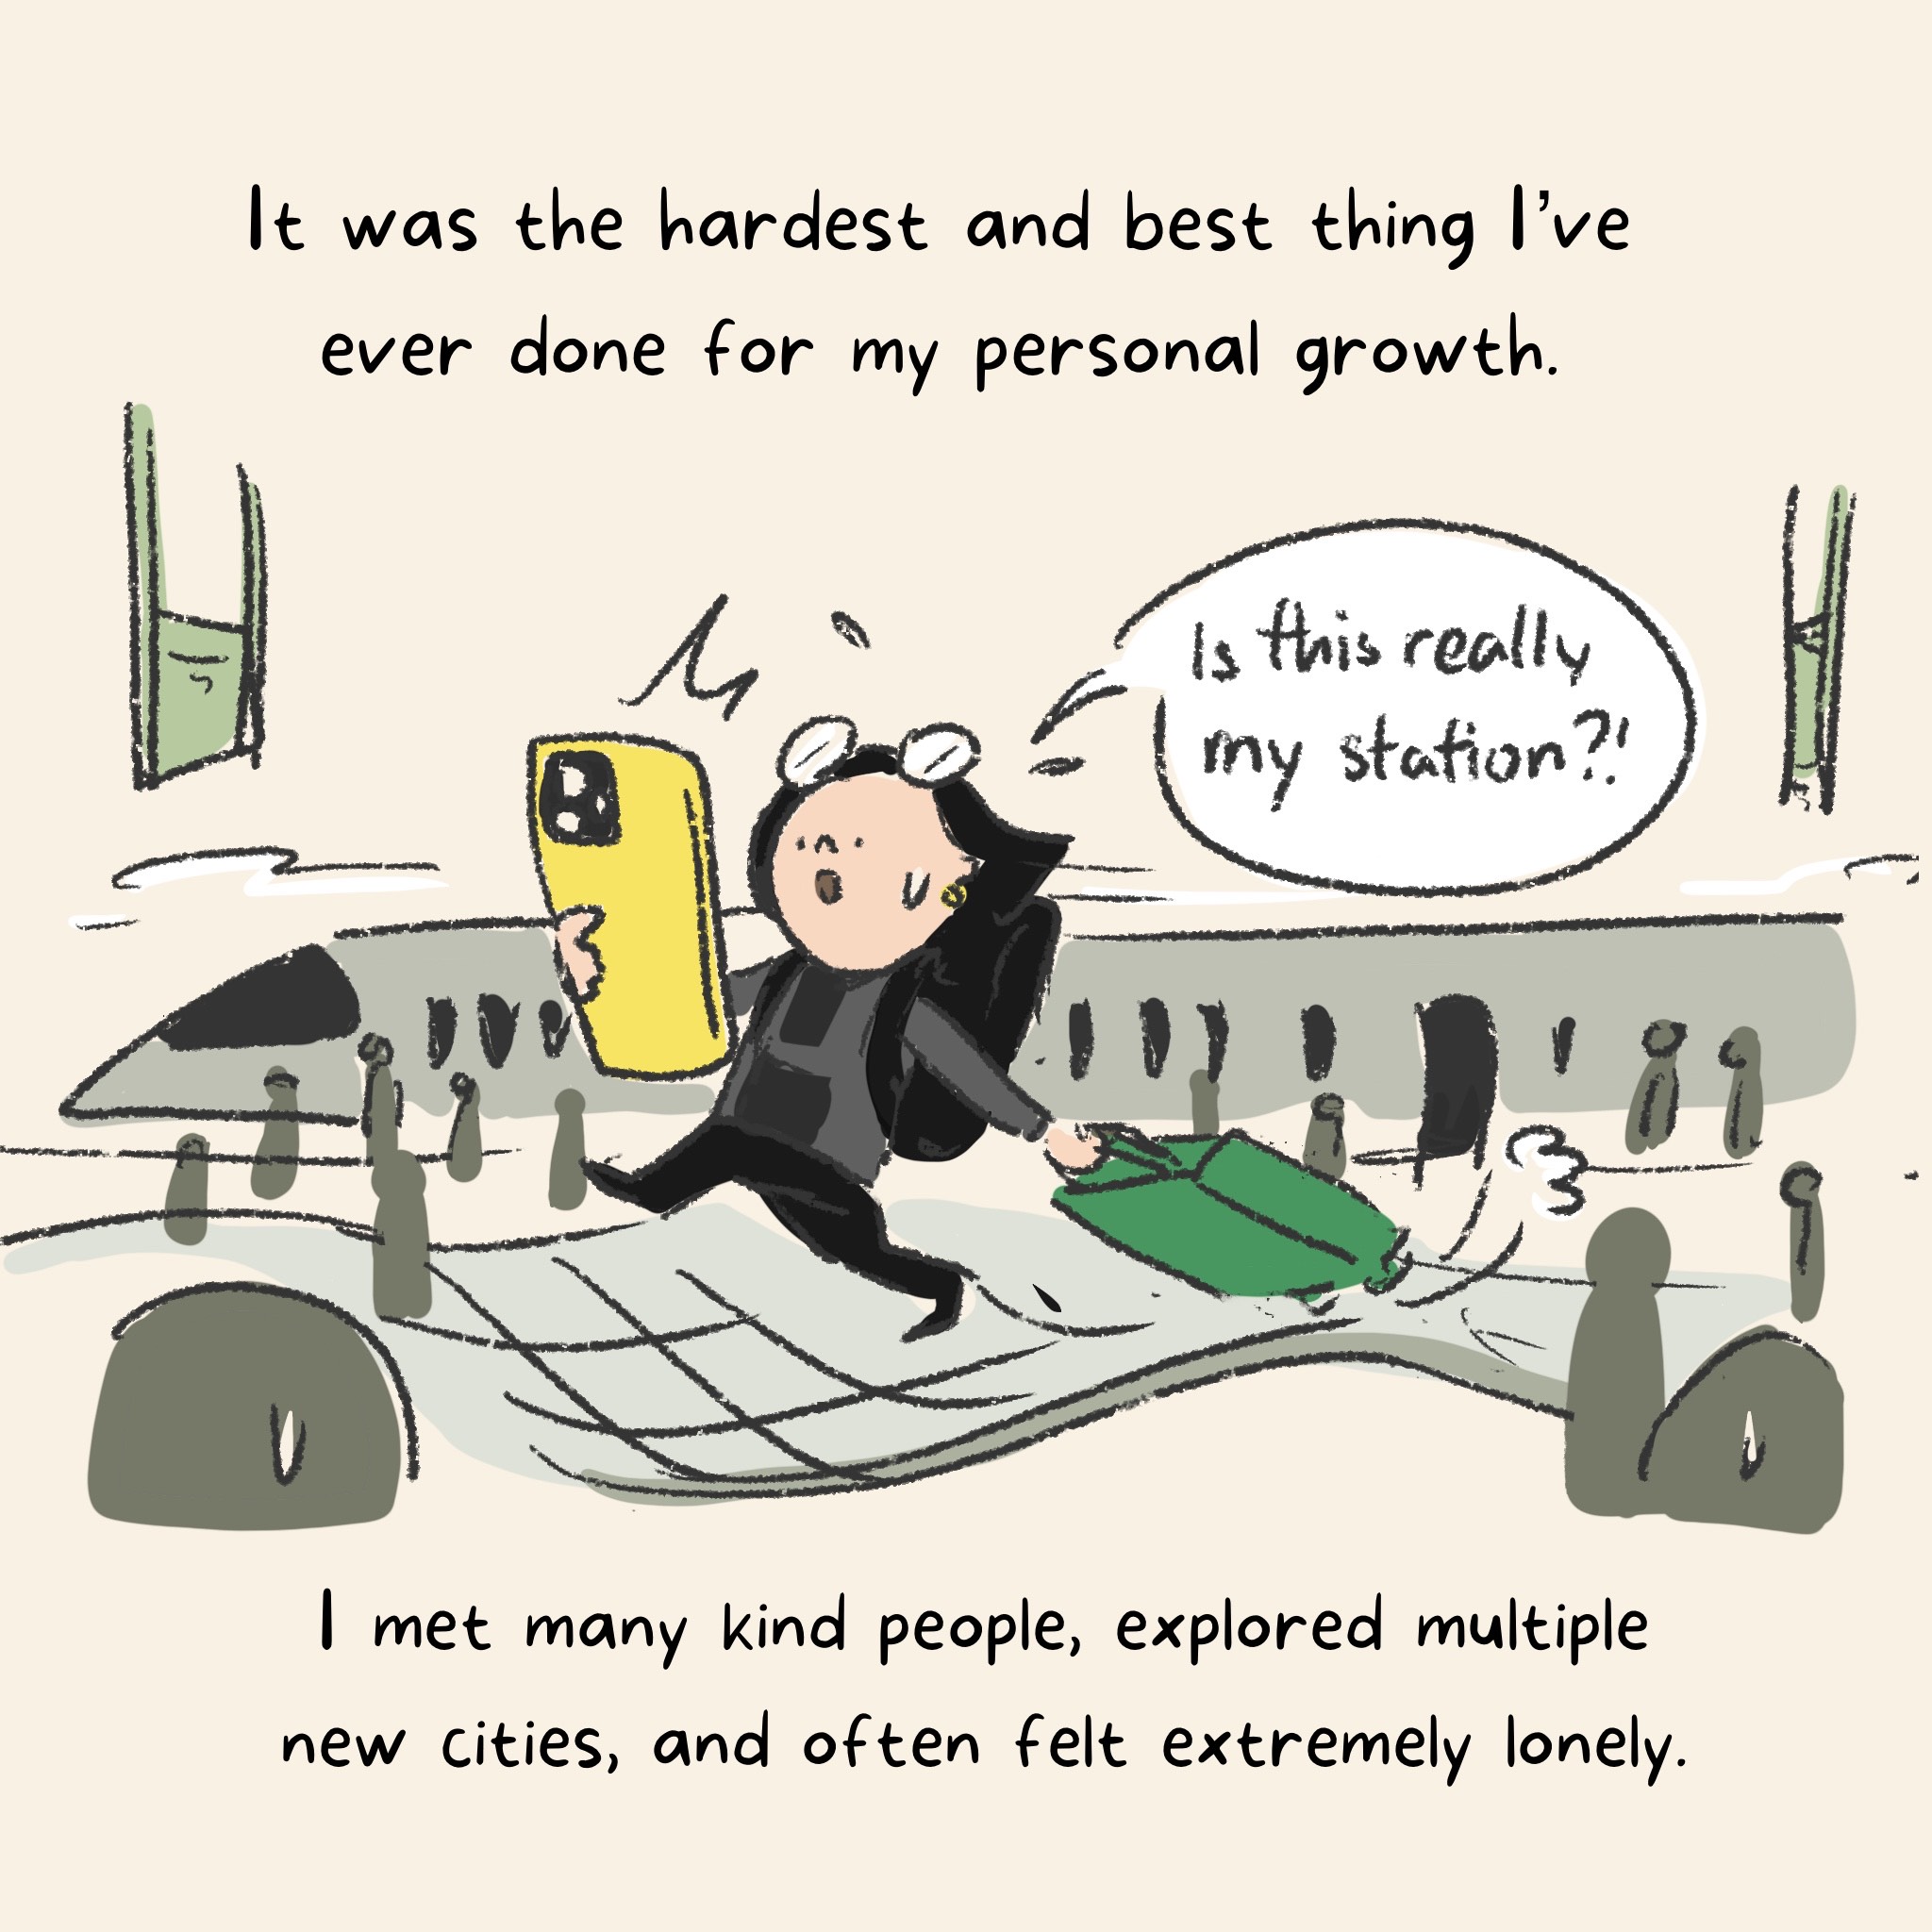 It was the hardest and best thing I've
ever done for my personal growth.
Is this really
my station?!
I met many kind people, explored multiple
new cities, and often felt extremely lonely.